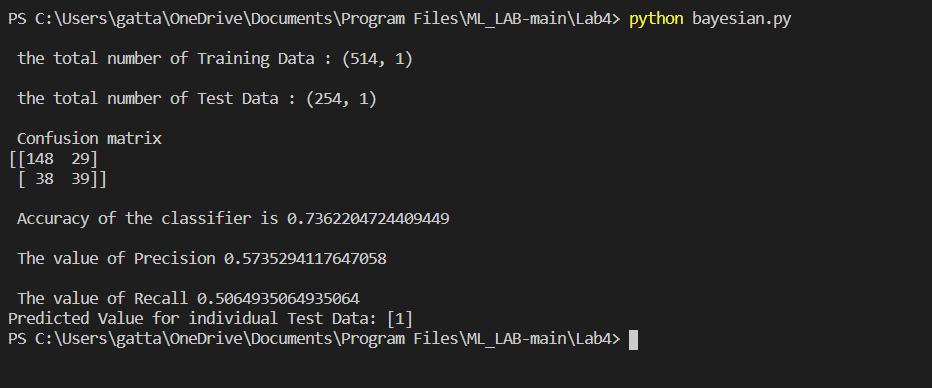 PS C:\Users\gatta\OneDrive\Documents\Program Files\ML_LAB-main\Lab4> python bayesian.py
the total number of Training Data : (514, 1)
the total number of Test Data : (254, 1)
Confusion matrix
[[148  29]
 [ 38  39]]
Accuracy of the classifier is 0.7362204724409449
The value of Precision 0.5735294117647058
The value of Recall 0.5064935064935064
Predicted Value for individual Test Data: [1]
PS C:\Users\gatta\OneDrive\Documents\Program Files\ML_LAB-main\Lab4>